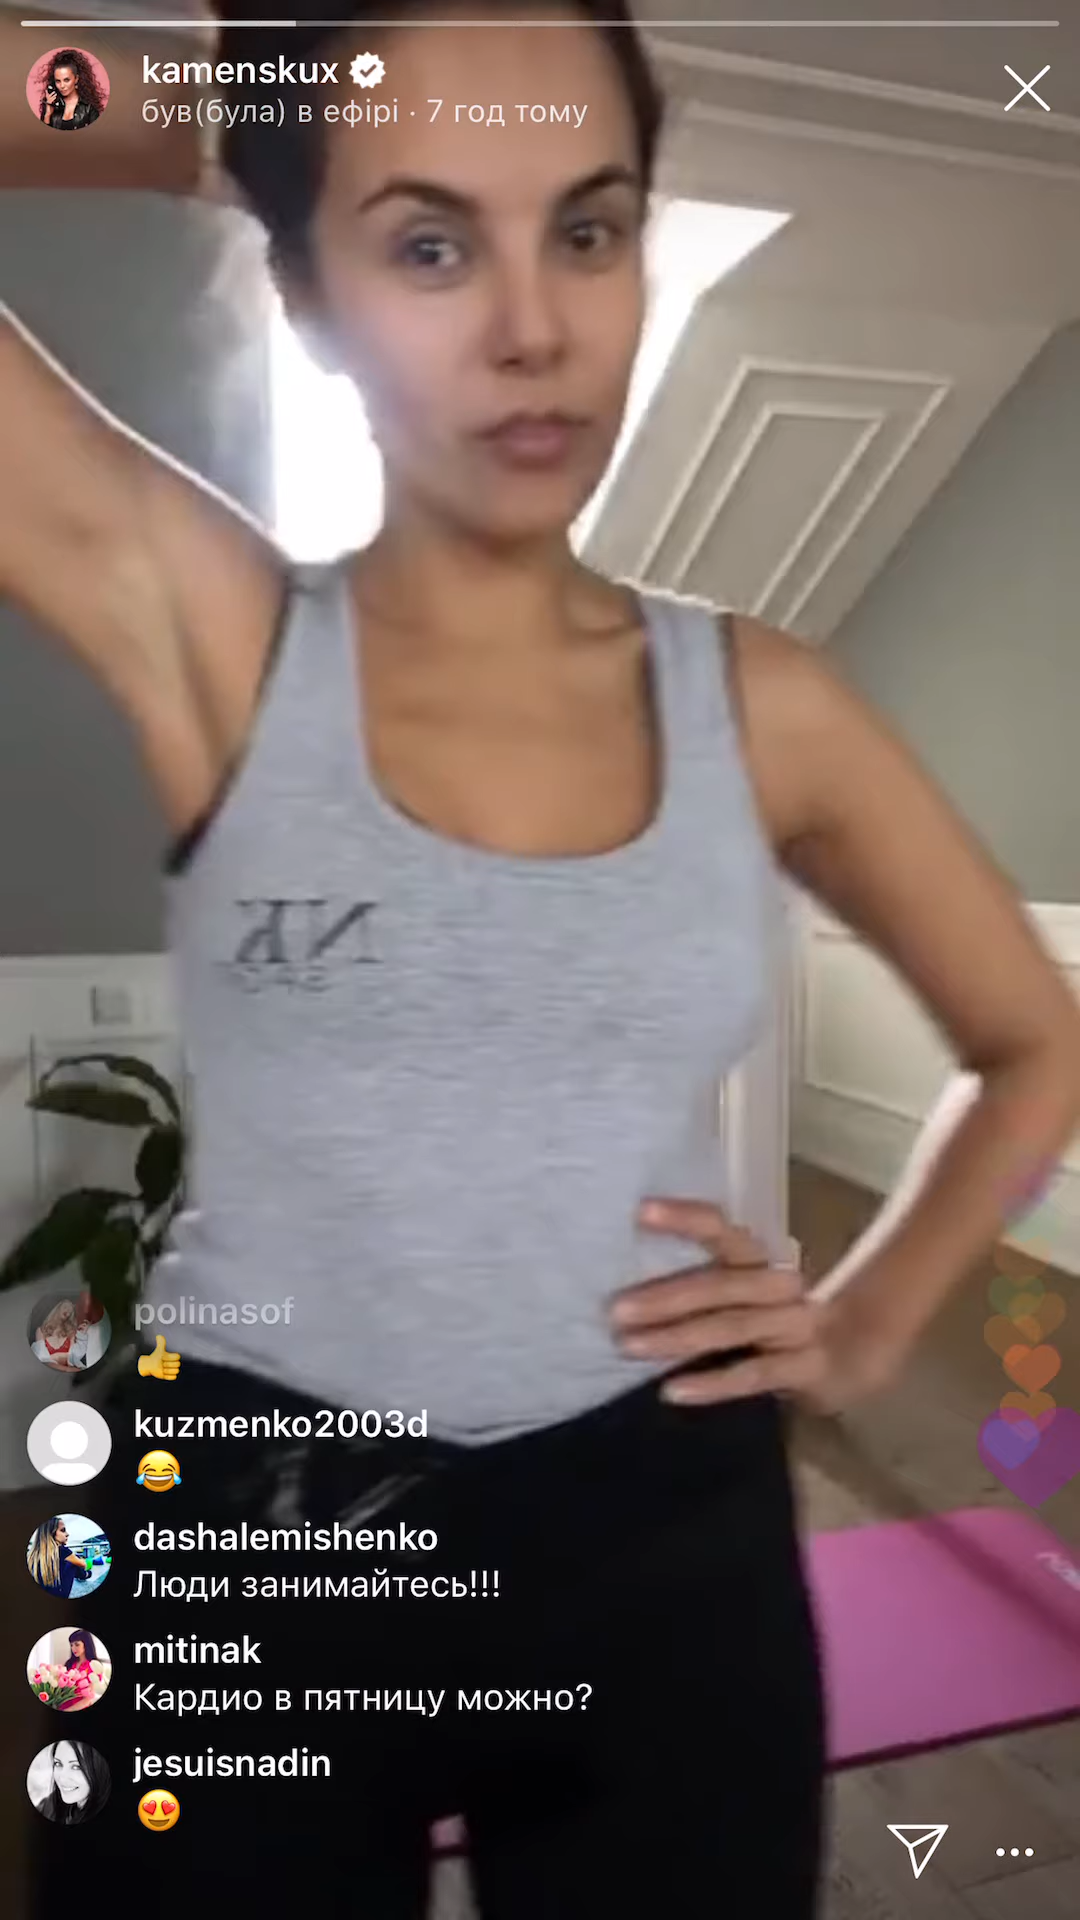 kamenskux
був(була) в ефірі · 7 год тому
NK
polinasof
👍
kuzmenko2003d
😂
dashalemishenko
Люди занимайтесь!!!
mitinak
Кардио в пятницу можно?
jesuisnadin
😍